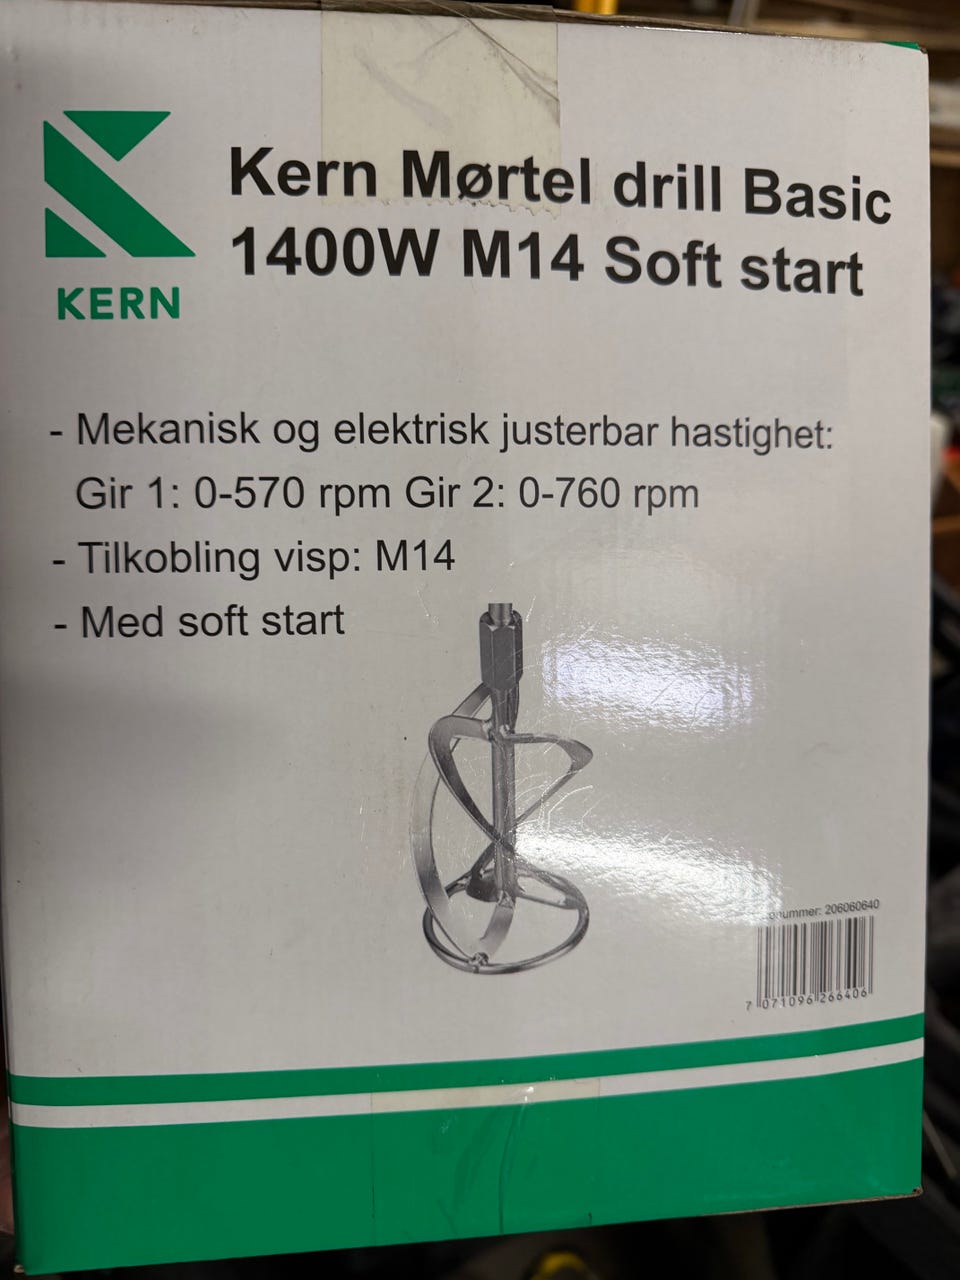 KERN
Kern Mørtel drill Basic
1400W M14 Soft start
- Mekanisk og elektrisk justerbar hastighet:
Gir 1: 0-570 rpm Gir 2: 0-760 rpm
- Tilkobling visp: M14
- Med soft start
206060640
7 071096 266406